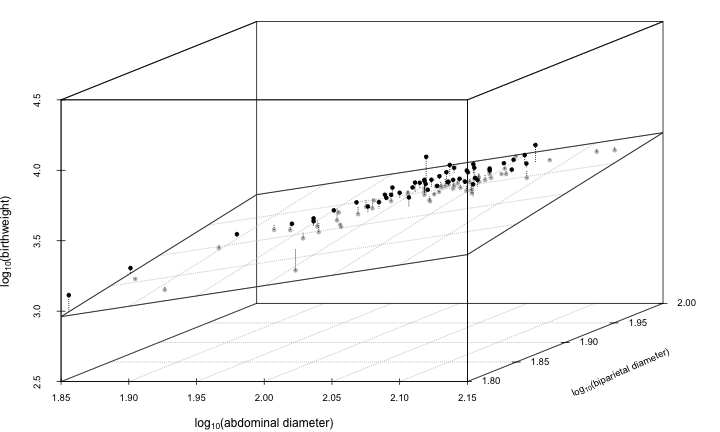 4.5
4.0
3.5
3.0
2.5
log10(birthweight)
2.00
1.95
1.90
1.85
1.80
log10(biparietal diameter)
1.85 1.90 1.95 2.00 2.05 2.10 2.15
log10(abdominal diameter)